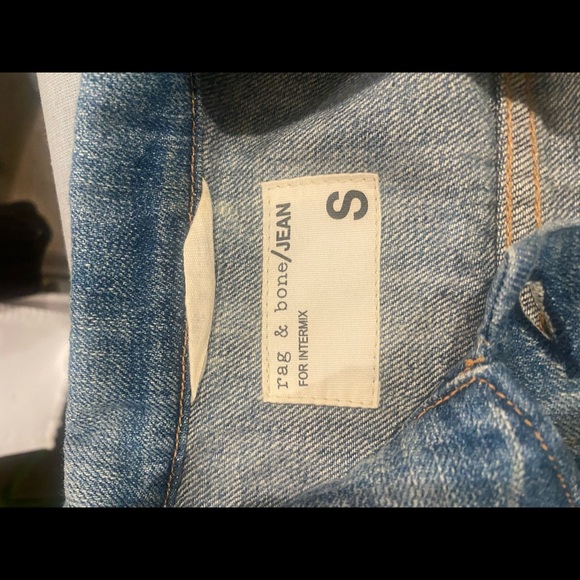 rag & bone/JEAN
FOR INTERMIX
S